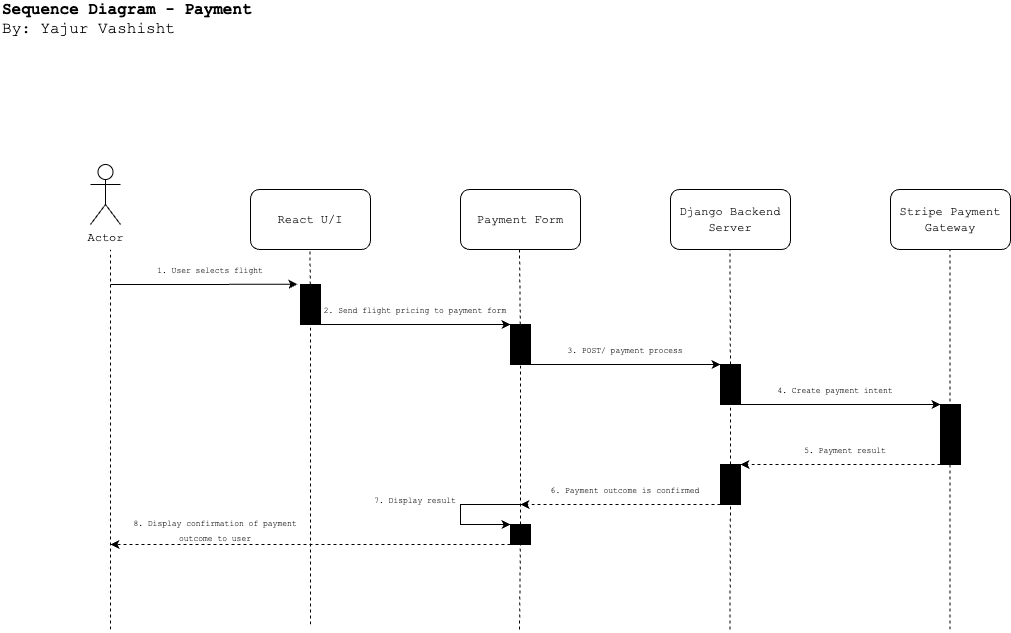 Sequence Diagram - Payment
By: Yajur Vashisht
Actor
React U/I
Payment Form
Django Backend
Server
Stripe Payment
Gateway
1. User selects flight
2. Send flight pricing to payment form
3. POST/ payment process
4. Create payment intent
5. Payment result
6. Payment outcome is confirmed
7. Display result
8. Display confirmation of payment
outcome to user